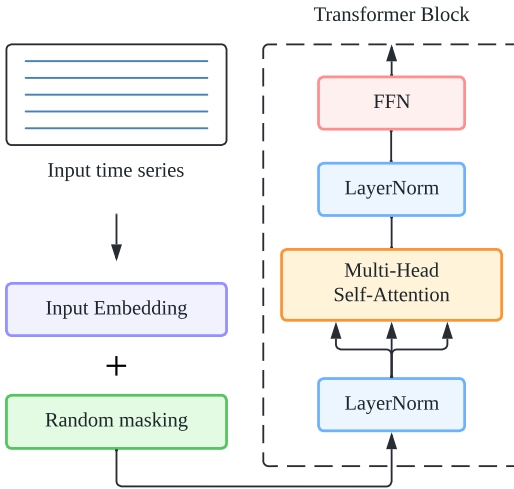 Transformer Block
Input time series
Input Embedding
+
Random masking
FFN
LayerNorm
Multi-Head
Self-Attention
LayerNorm